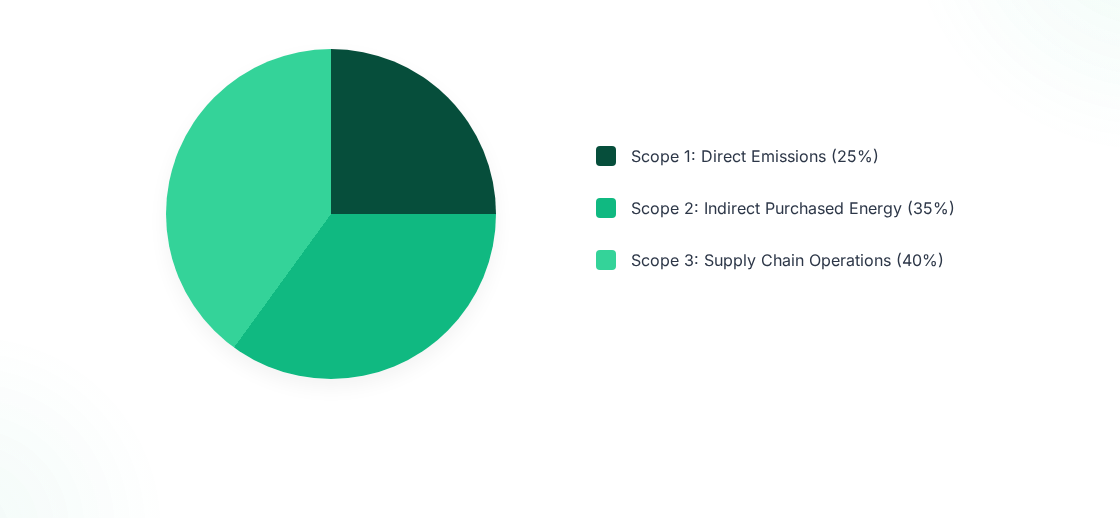 Scope 1: Direct Emissions (25%)
Scope 2: Indirect Purchased Energy (35%)
Scope 3: Supply Chain Operations (40%)